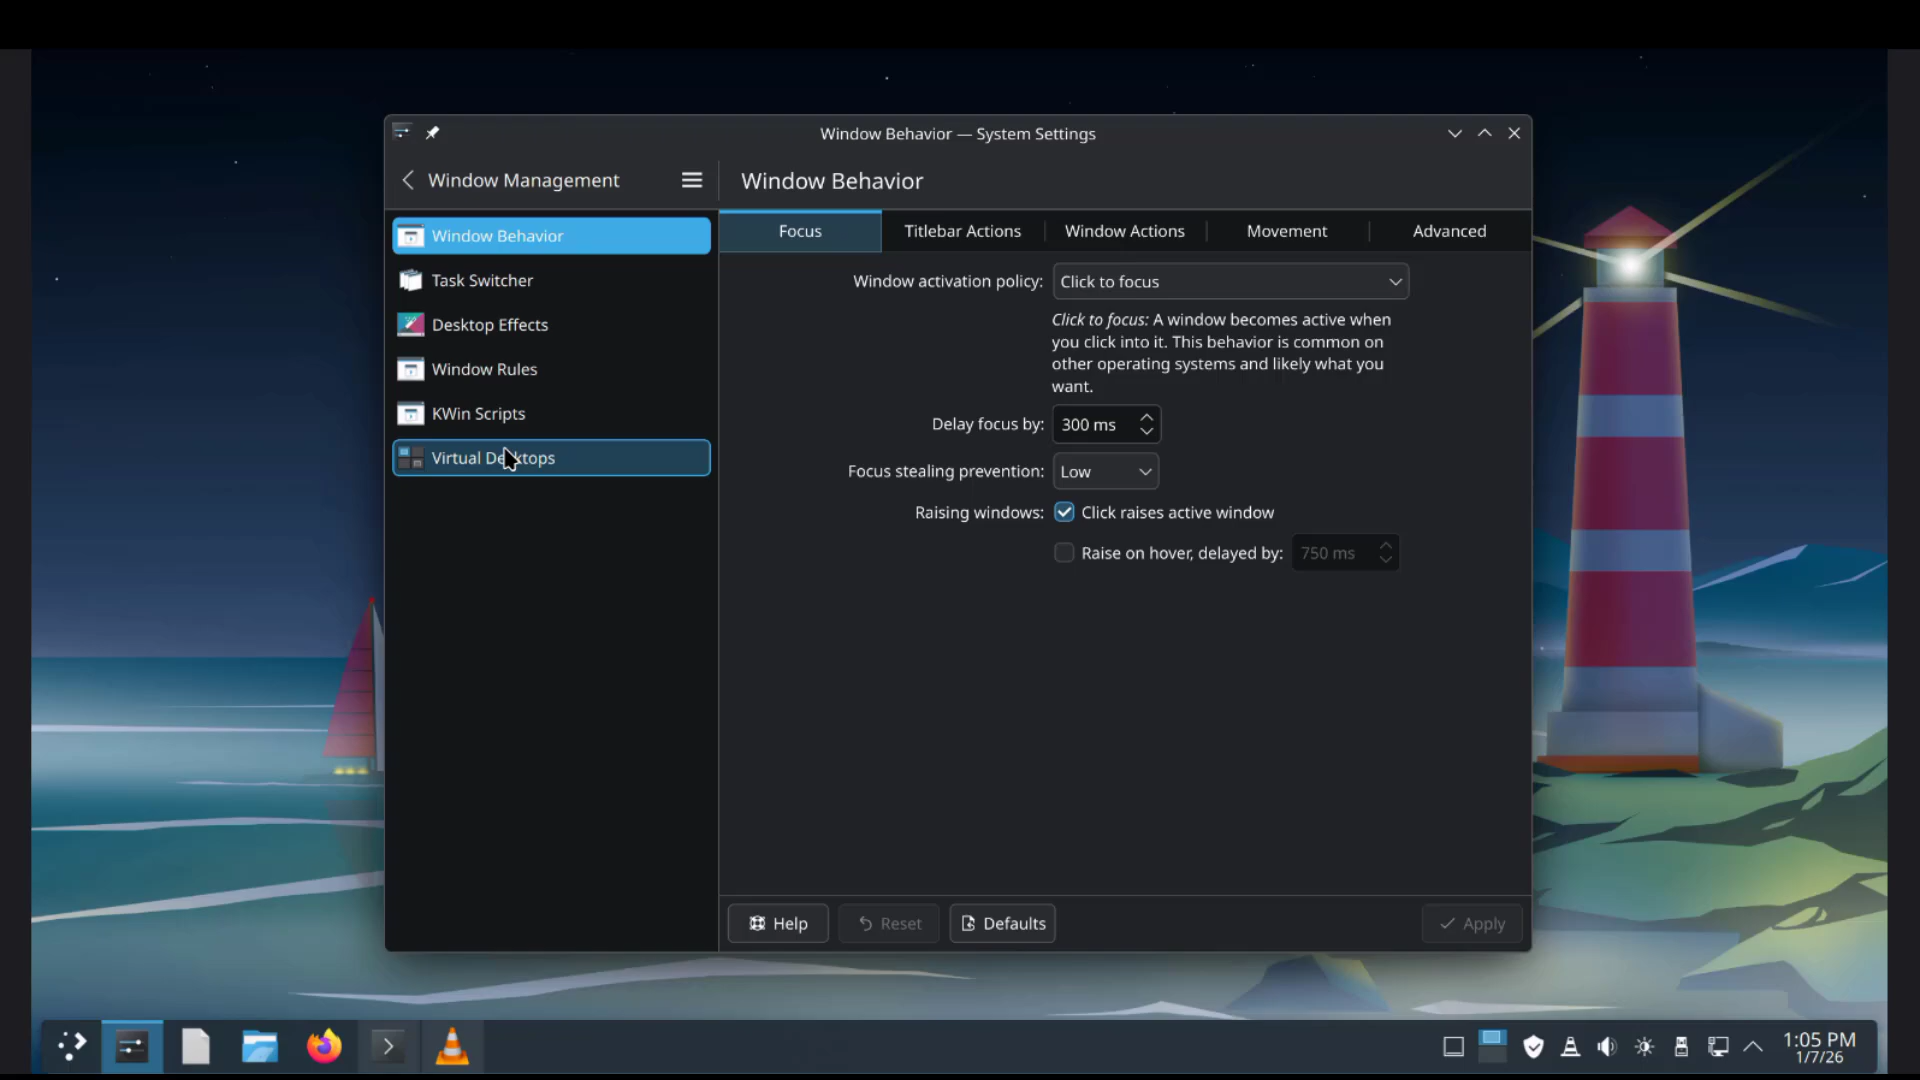 Window Behavior — System Settings
Window Management
Window Behavior
Window Behavior
Task Switcher
Desktop Effects
Window Rules
KWin Scripts
Virtual Desktops
Focus
Titlebar Actions
Window Actions
Movement
Advanced
Window activation policy:
Click to focus
Click to focus: A window becomes active when
you click into it. This behavior is common on
other operating systems and likely what you
want.
Delay focus by:
300 ms
Focus stealing prevention:
Low
Raising windows:
Click raises active window
Raise on hover, delayed by:
750 ms
Help
Reset
Defaults
Apply
1:05 PM
1/7/26